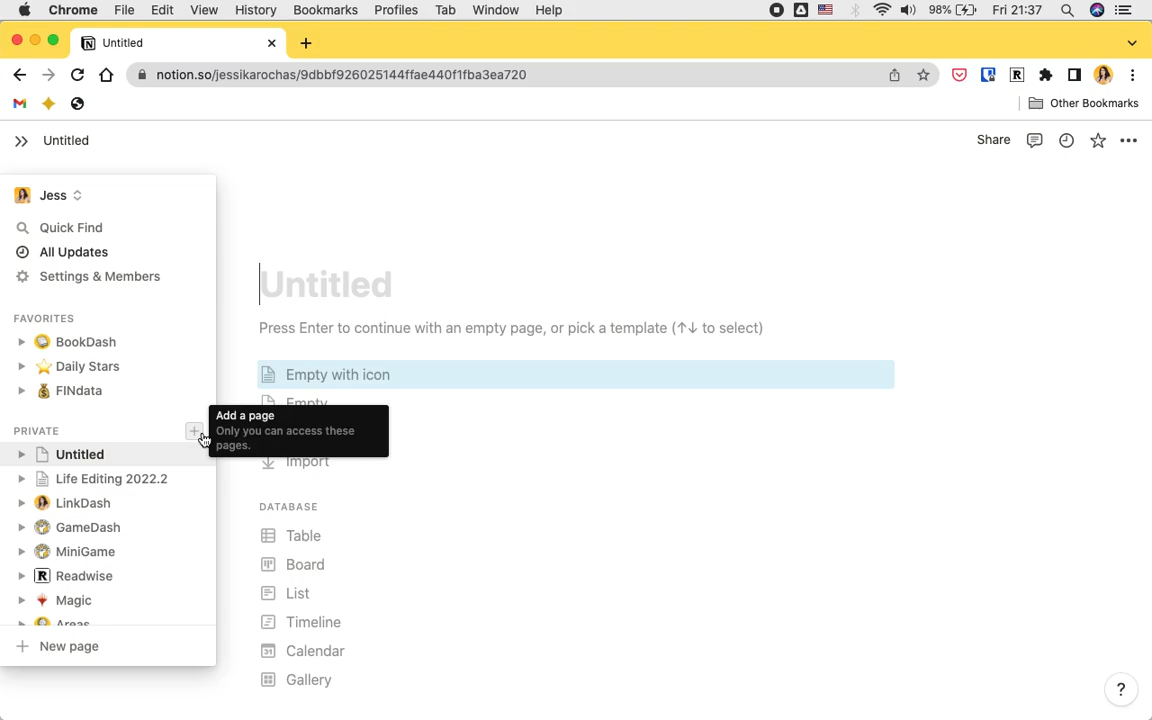 Chrome File Edit View History Bookmarks Profiles Tab Window Help 98% Fri 21:37
Untitled
notion.so/jessikarochas/9dbbf926025144ffae440f1fba3ea720
Other Bookmarks
Untitled Share
Jess
Quick Find
All Updates
Settings & Members
FAVORITES
BookDash
Daily Stars
FINdata
PRIVATE
Untitled
Life Editing 2022.2
LinkDash
GameDash
MiniGame
Readwise
Magic
Areas
New page
Untitled
Press Enter to continue with an empty page, or pick a template (↑↓ to select)
Empty with icon
Empty
Add a page
Only you can access these
pages.
Import
DATABASE
Table
Board
List
Timeline
Calendar
Gallery
?